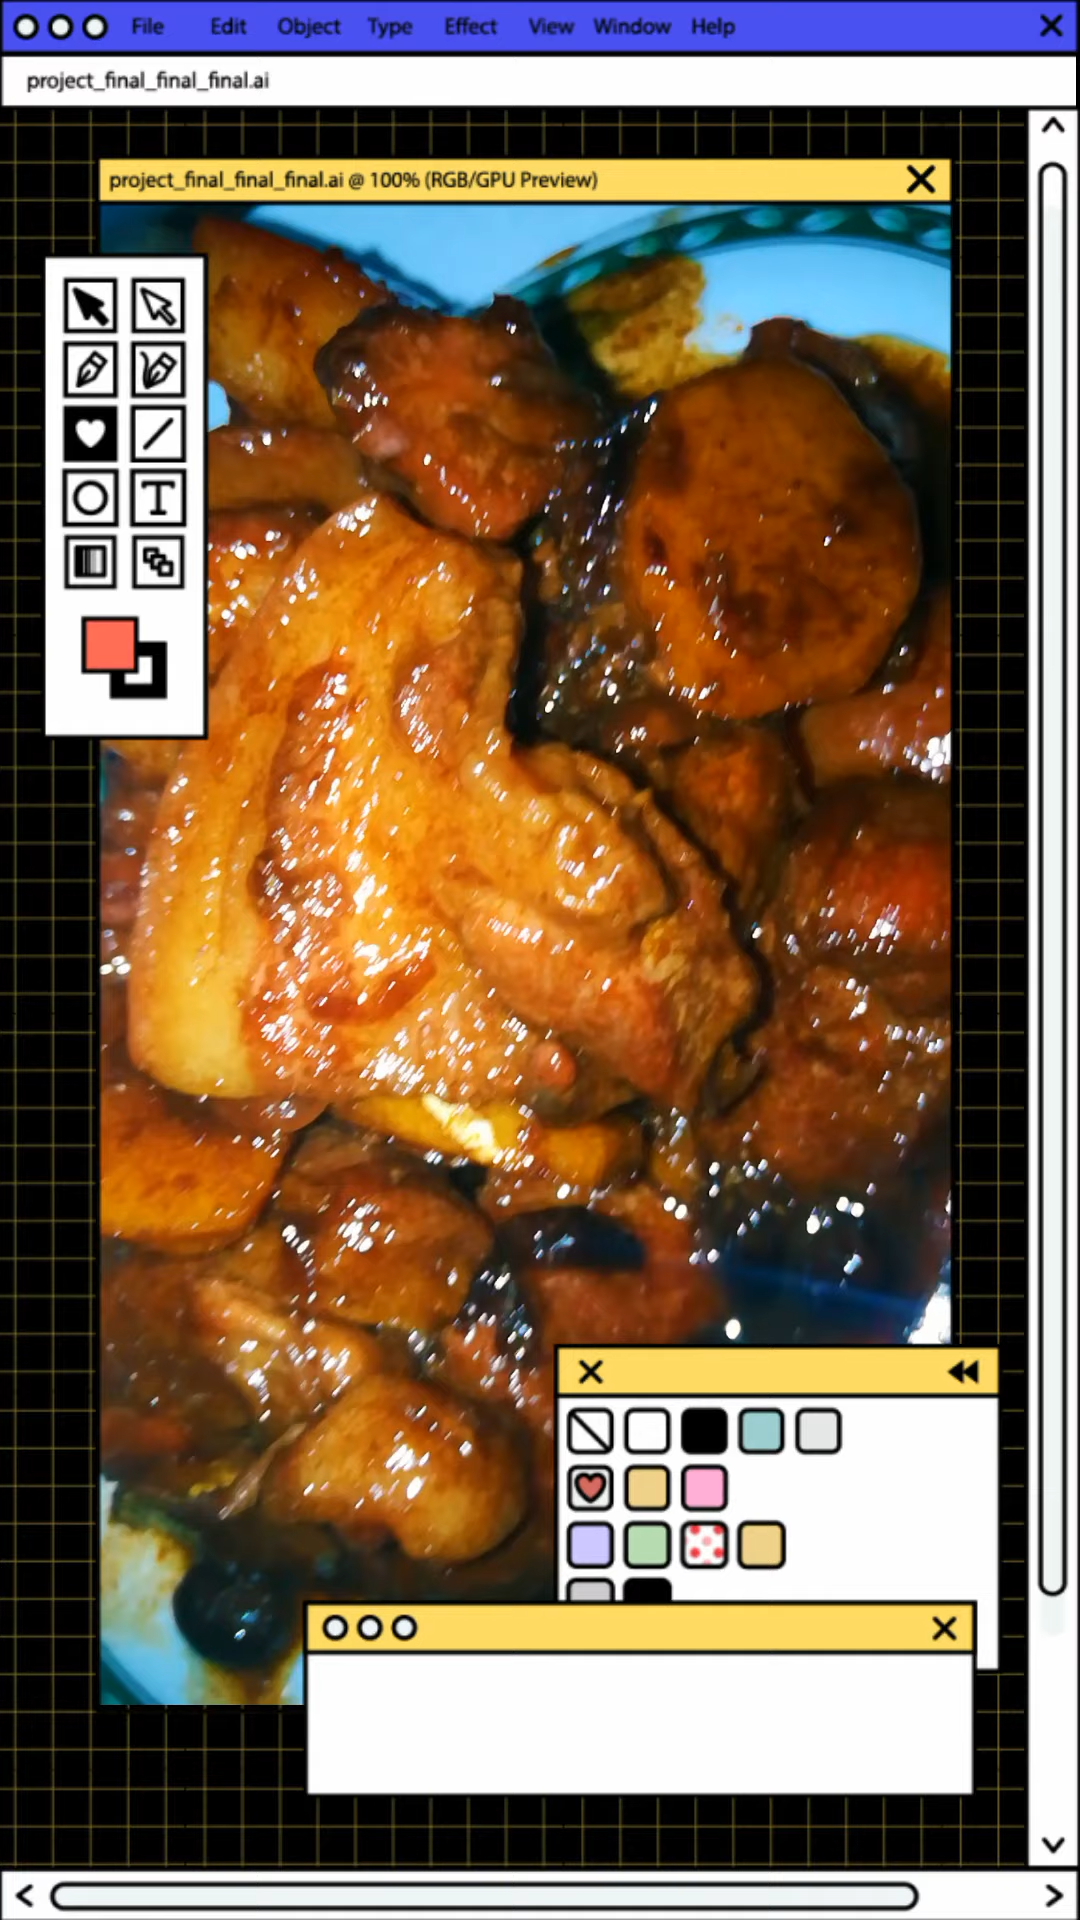 File Edit Object Type Effect View Window Help
project_final_final_final.ai
project_final_final_final.ai @ 100% (RGB/GPU Preview)
T